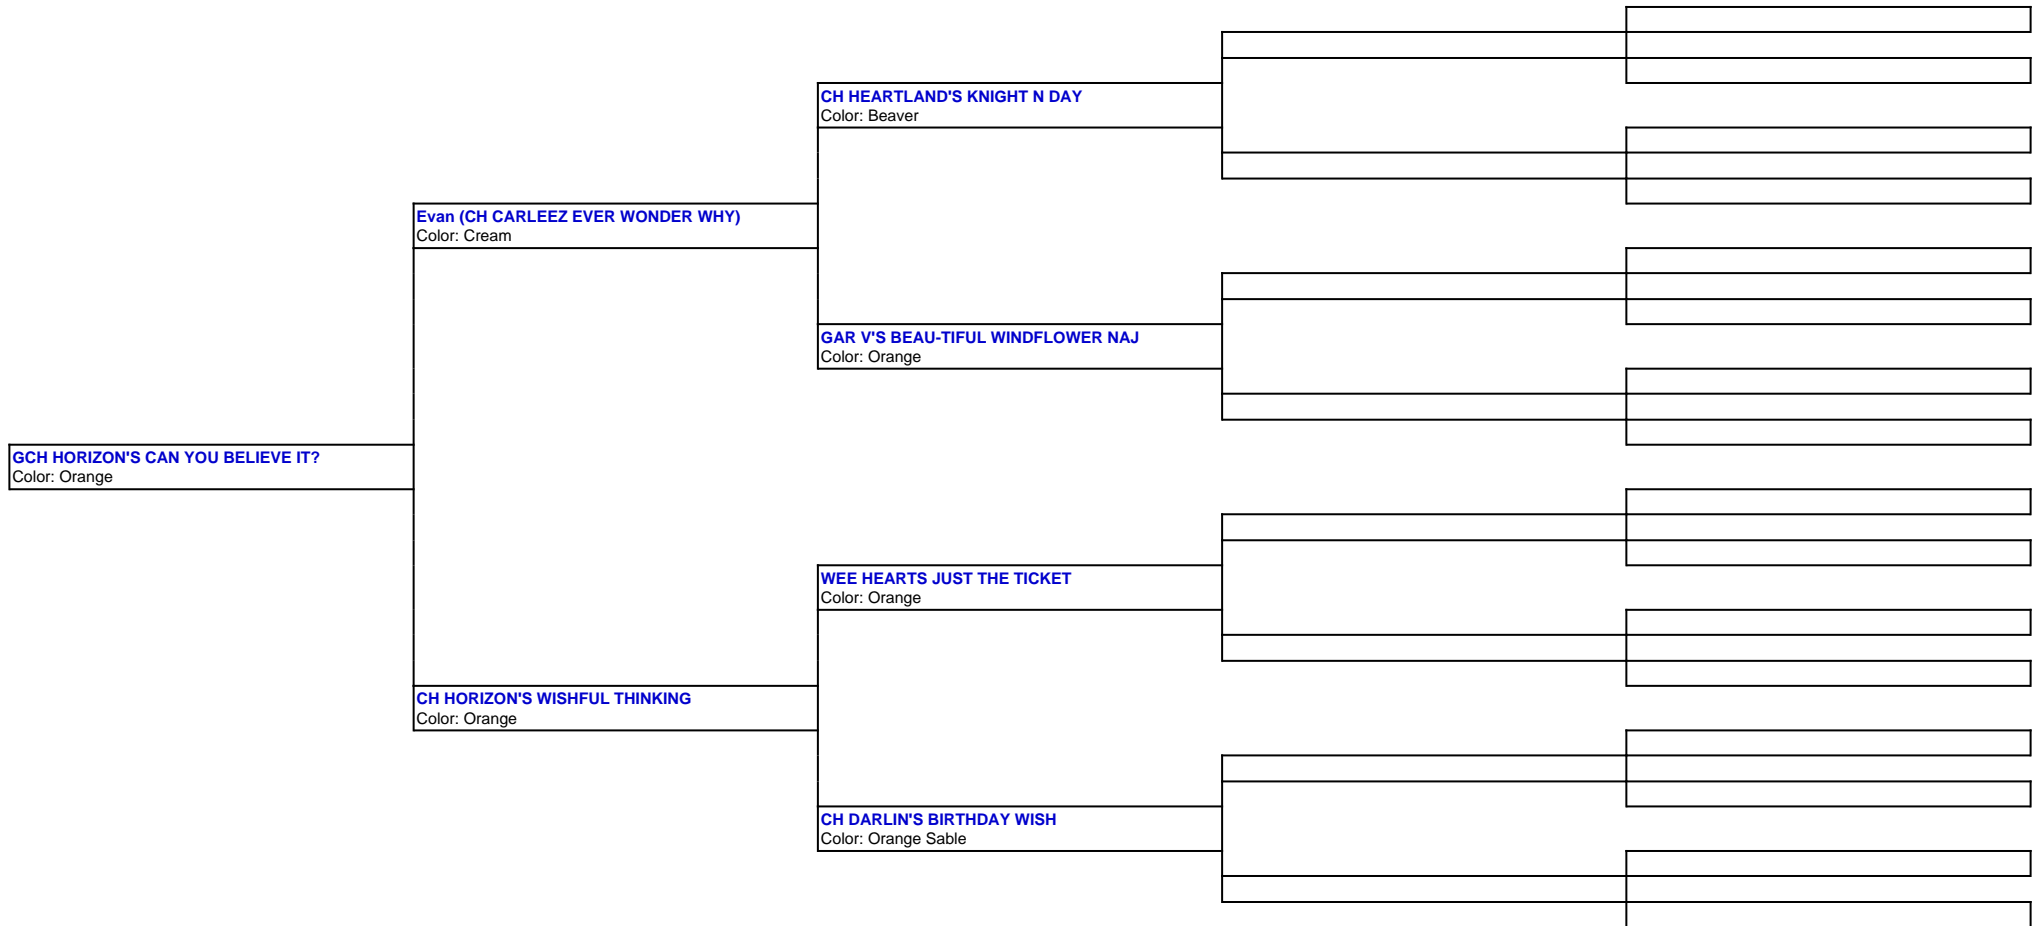 CH HEARTLAND'S KNIGHT N DAY
Color: Beaver
Evan (CH CARLEEZ EVER WONDER WHY)
Color: Cream
GAR V'S BEAU-TIFUL WINDFLOWER NAJ
Color: Orange
GCH HORIZON'S CAN YOU BELIEVE IT?
Color: Orange
WEE HEARTS JUST THE TICKET
Color: Orange
CH HORIZON'S WISHFUL THINKING
Color: Orange
CH DARLIN'S BIRTHDAY WISH
Color: Orange Sable